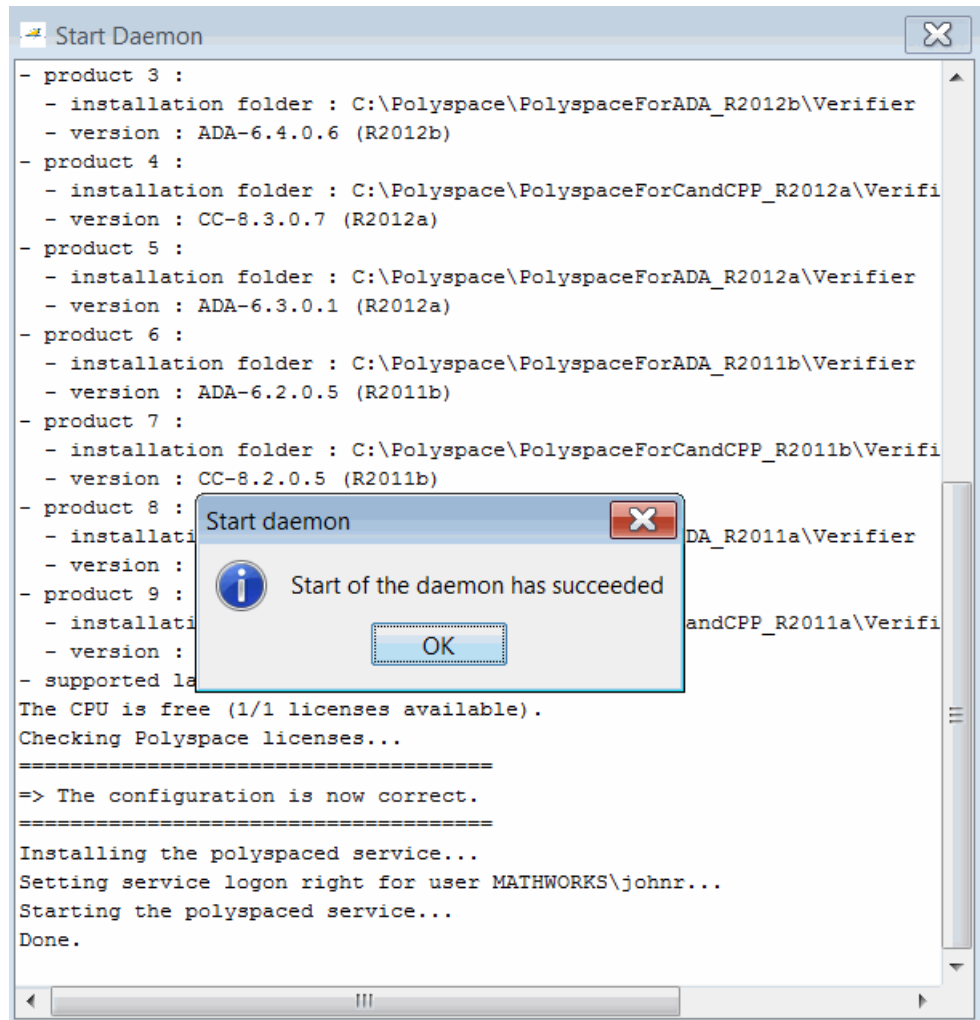 Start Daemon
- product 3 :
- installation folder : C:\Polyspace\PolyspaceForADA_R2012b\Verifier
- version : ADA-6.4.0.6 (R2012b)
- product 4 :
- installation folder : C:\Polyspace\PolyspaceForCandCPP_R2012a\Verifi
- version : CC-8.3.0.7 (R2012a)
- product 5 :
- installation folder : C:\Polyspace\PolyspaceForADA_R2012a\Verifier
- version : ADA-6.3.0.1 (R2012a)
- product 6 :
- installation folder : C:\Polyspace\PolyspaceForADA_R2011b\Verifier
- version : ADA-6.2.0.5 (R2011b)
- product 7 :
- installation folder : C:\Polyspace\PolyspaceForCandCPP_R2011b\Verifi
- version : CC-8.2.0.5 (R2011b)
- product 8 :
- installati DA_R2011a\Verifier
- version :
- product 9 :
- installati andCPP_R2011a\Verifi
- version :
- supported la
Start daemon
Start of the daemon has succeeded
OK
The CPU is free (1/1 licenses available).
Checking Polyspace licenses...
=====================================
=> The configuration is now correct.
=====================================
Installing the polyspaced service...
Setting service logon right for user MATHWORKS\johnr...
Starting the polyspaced service...
Done.